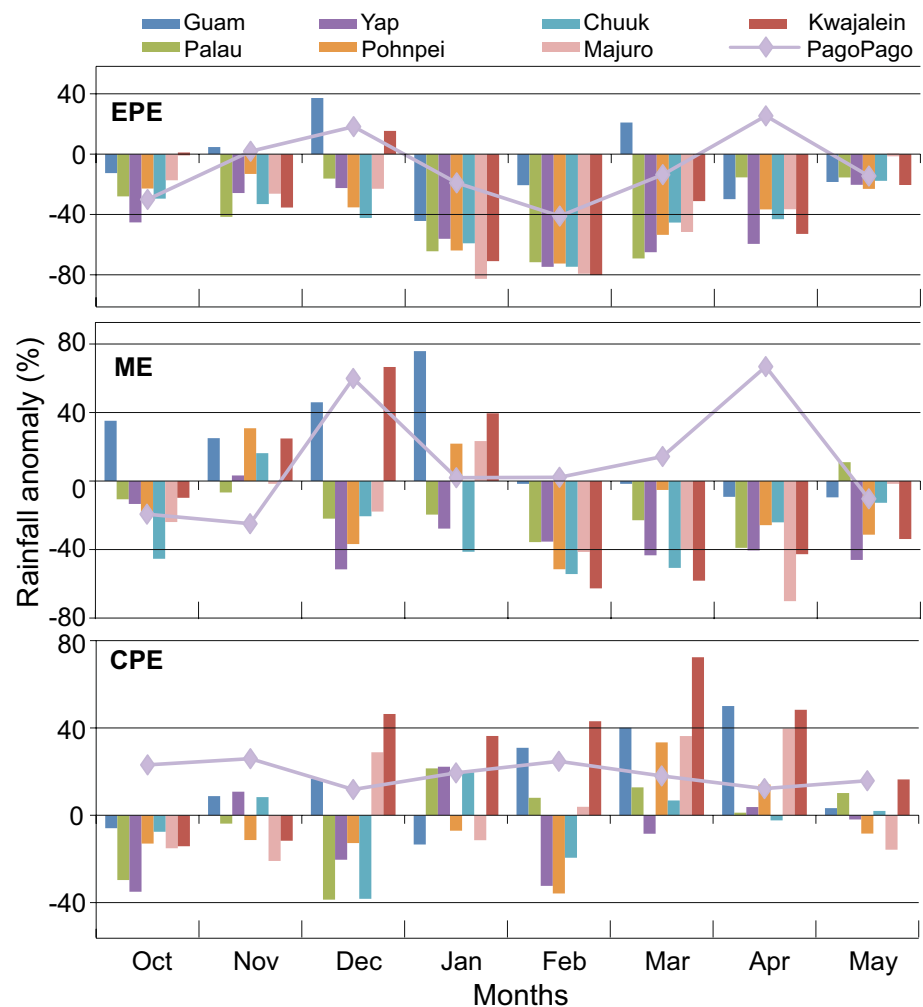 Guam Yap Chuuk Kwajalein
Palau Pohnpei Majuro PagoPago
EPE
40
0
-40
-80
ME
80
40
0
-40
-80
CPE
80
40
0
-40
Rainfall anomaly (%)
Oct Nov Dec Jan Feb Mar Apr May
Months